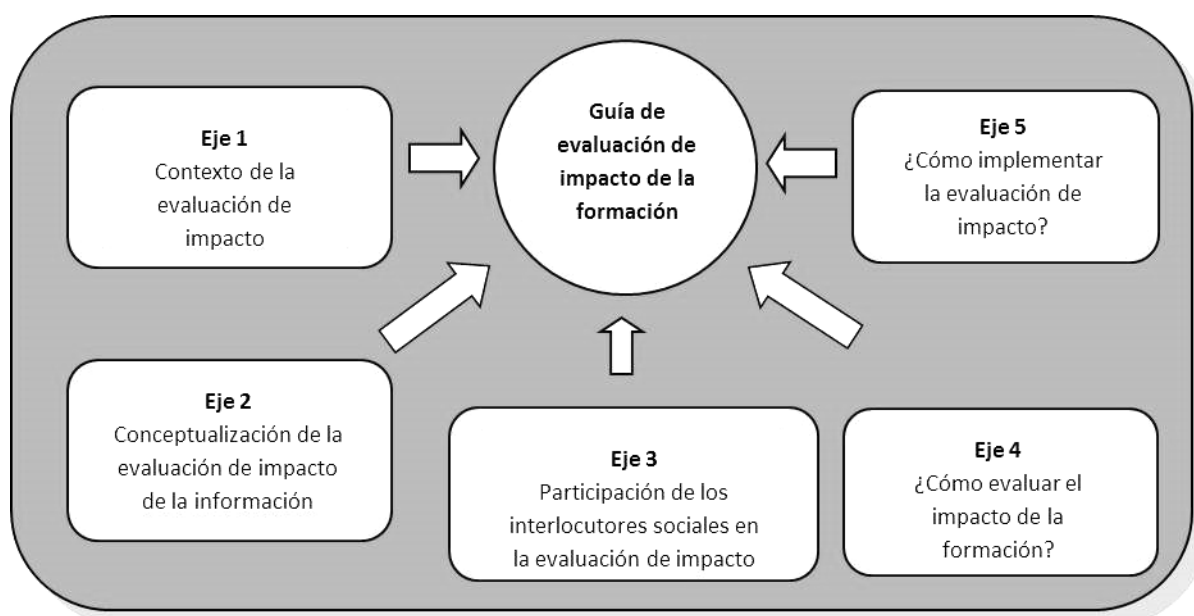 Guía de
evaluación de
impacto de la
formación
Eje 1
Contexto de la
evaluación de
impacto
Eje 2
Conceptualización de la
evaluación de impacto
de la información
Eje 3
Participación de los
interlocutores sociales en
la evaluación de impacto
Eje 4
¿Cómo evaluar el
impacto de la
formación?
Eje 5
¿Cómo implementar
la evaluación de
impacto?